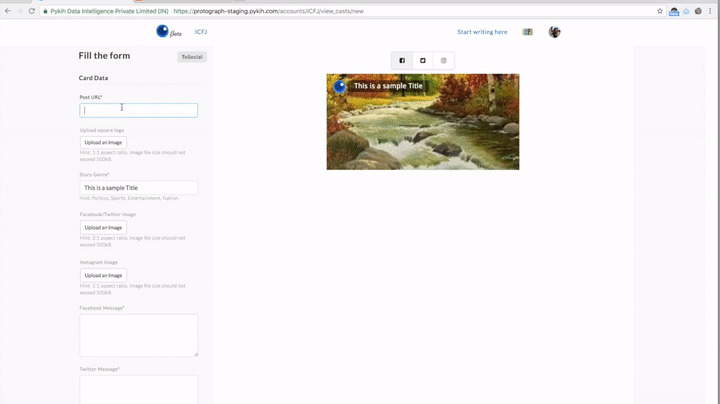 Pykih Data Intelligence Private Limited [IN] https://protograph-staging.pykih.com/accounts/ICFJ/view_casts/new
βeta ICFJ Start writing here
Fill the form ToSocial
Card Data
Post URL*
Upload square logo
Upload an Image
Hint: 1:1 aspect ratio. Image file size should not
exceed 500kB.
Story Genre*
This is a sample Title
Hint: Politics, Sports, Entertainment, Nation.
Facebook/Twitter image
Upload an Image
Hint: 2:1 aspect ratio. Image file size should not
exceed 500kB.
Instagram image
Upload an Image
Hint: 1:1 aspect ratio. Image file size should not
exceed 500kB.
Facebook Message*
Twitter Message*
This is a sample Title